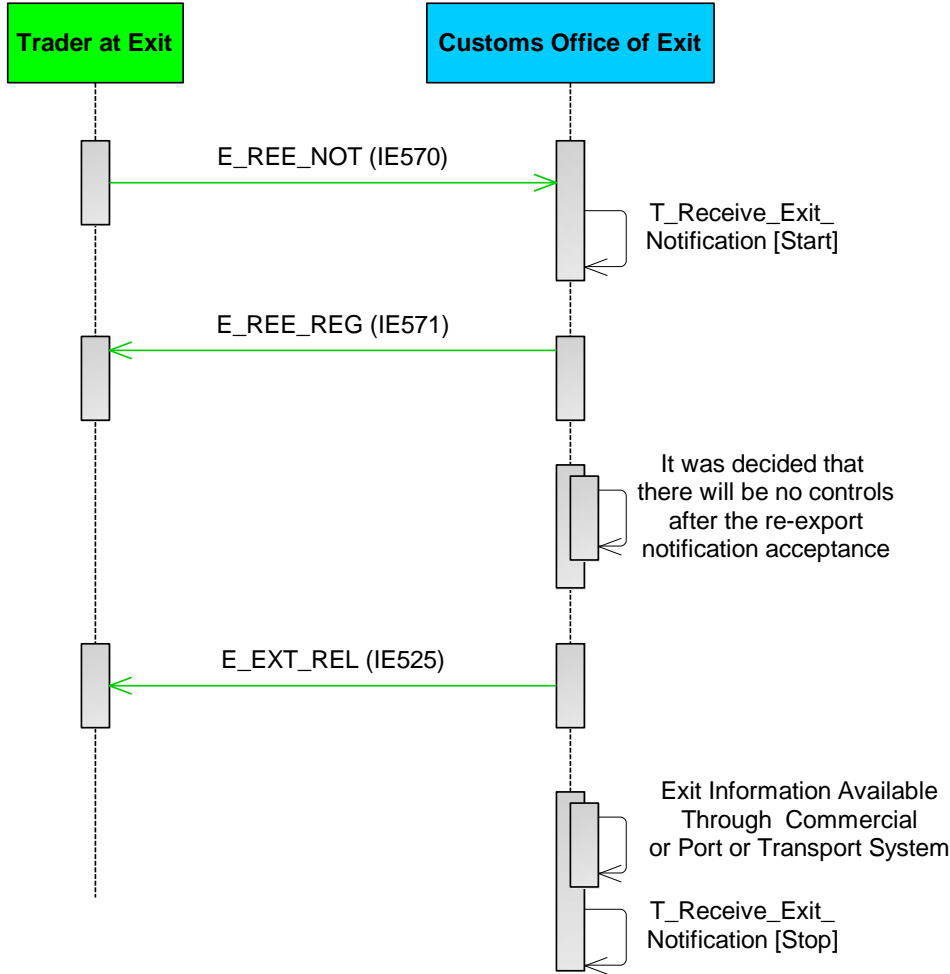 Trader at Exit
Customs Office of Exit
E_REE_NOT (IE570)
T_Receive_Exit_
Notification [Start]
E_REE_REG (IE571)
It was decided that
there will be no controls
after the re-export
notification acceptance
E_EXT_REL (IE525)
Exit Information Available
Through Commercial
or Port or Transport System
T_Receive_Exit_
Notification [Stop]